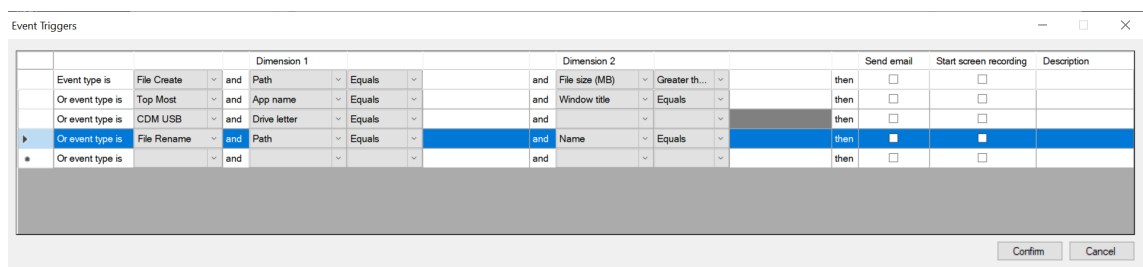 Event Triggers
Dimension 1 Dimension 2 Send email Start screen recording Description
Event type is File Create and Path Equals and File size (MB) Greater th... then
Or event type is Top Most and App name Equals and Window title Equals then
Or event type is CDM USB and Drive letter Equals and then
Or event type is File Rename and Path Equals and Name Equals then
Or event type is and and then
Confirm Cancel